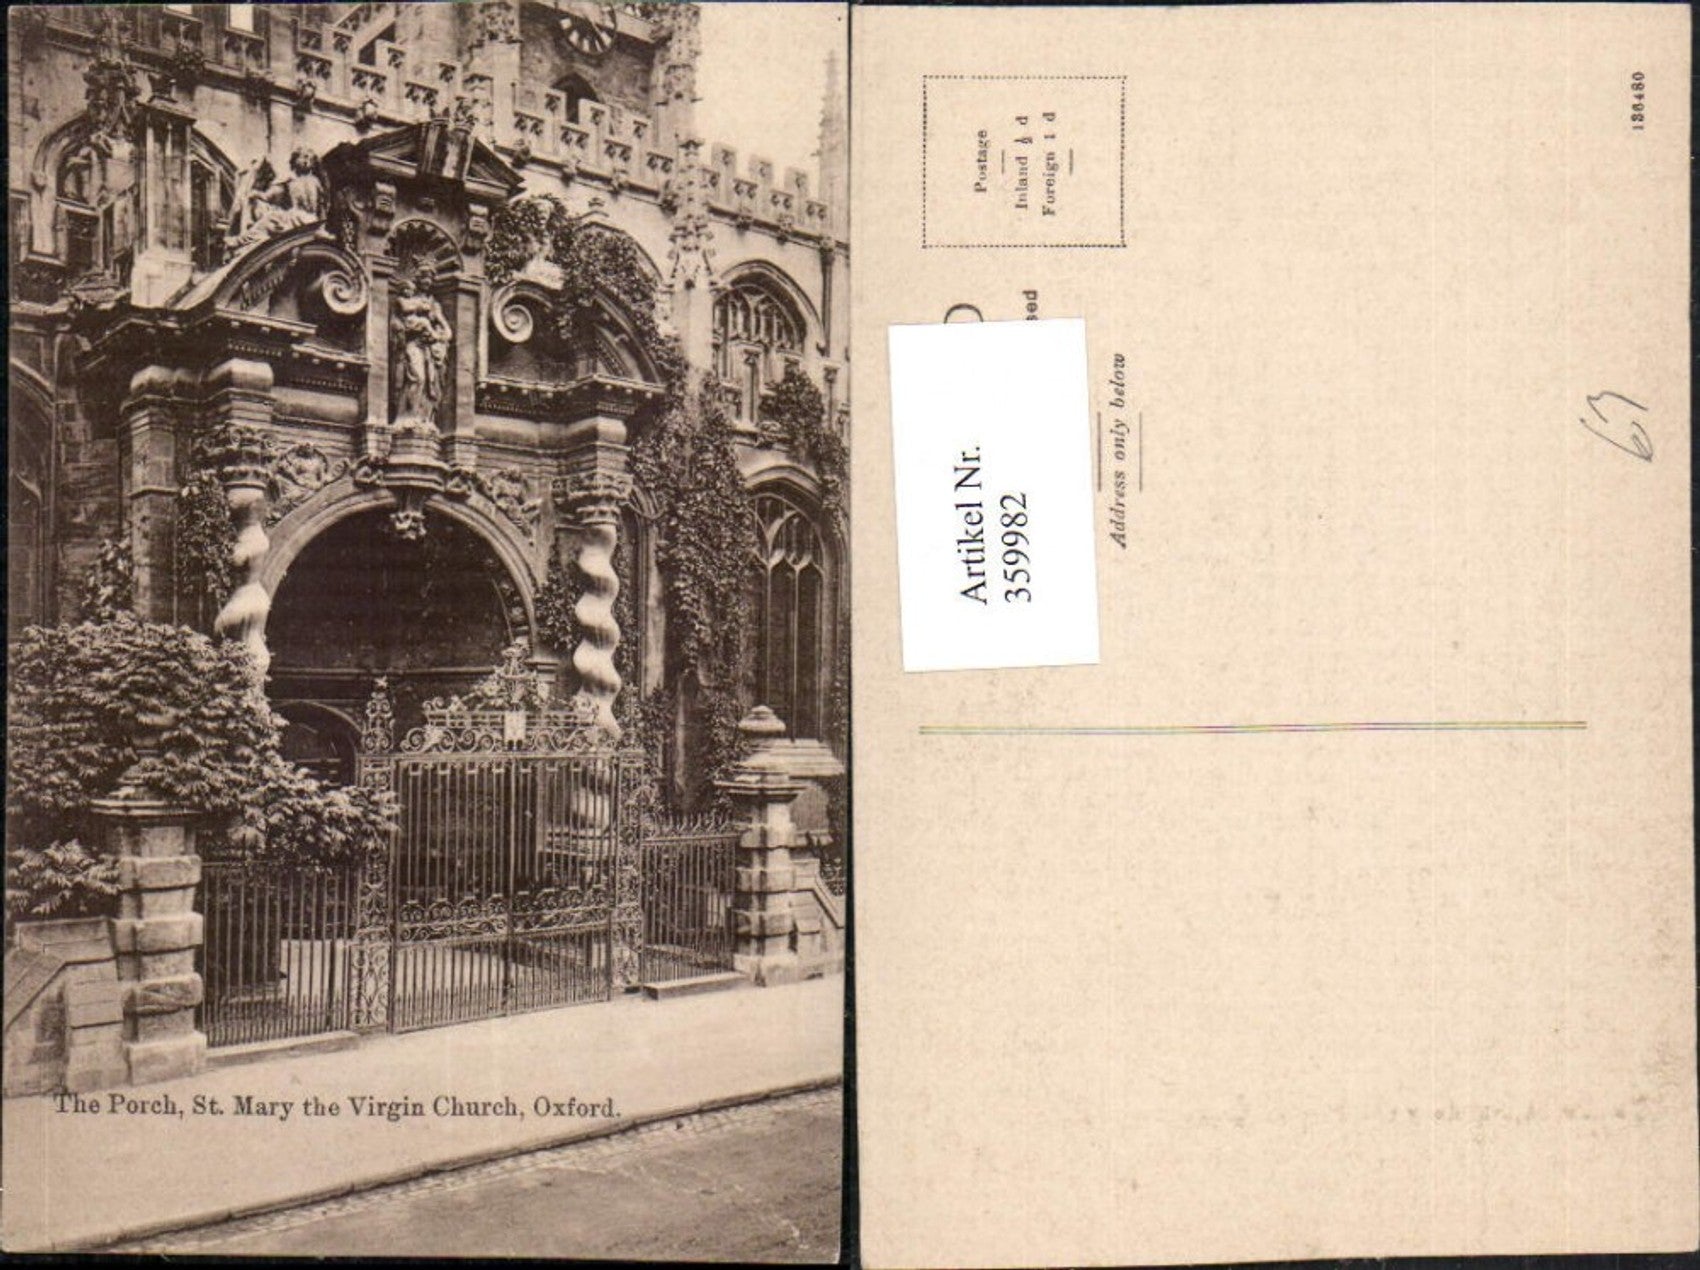 The Porch, St. Mary the Virgin Church, Oxford.
Postage
Inland ½ d
Foreign 1 d
Address only below
Artikel Nr.
359982
136480